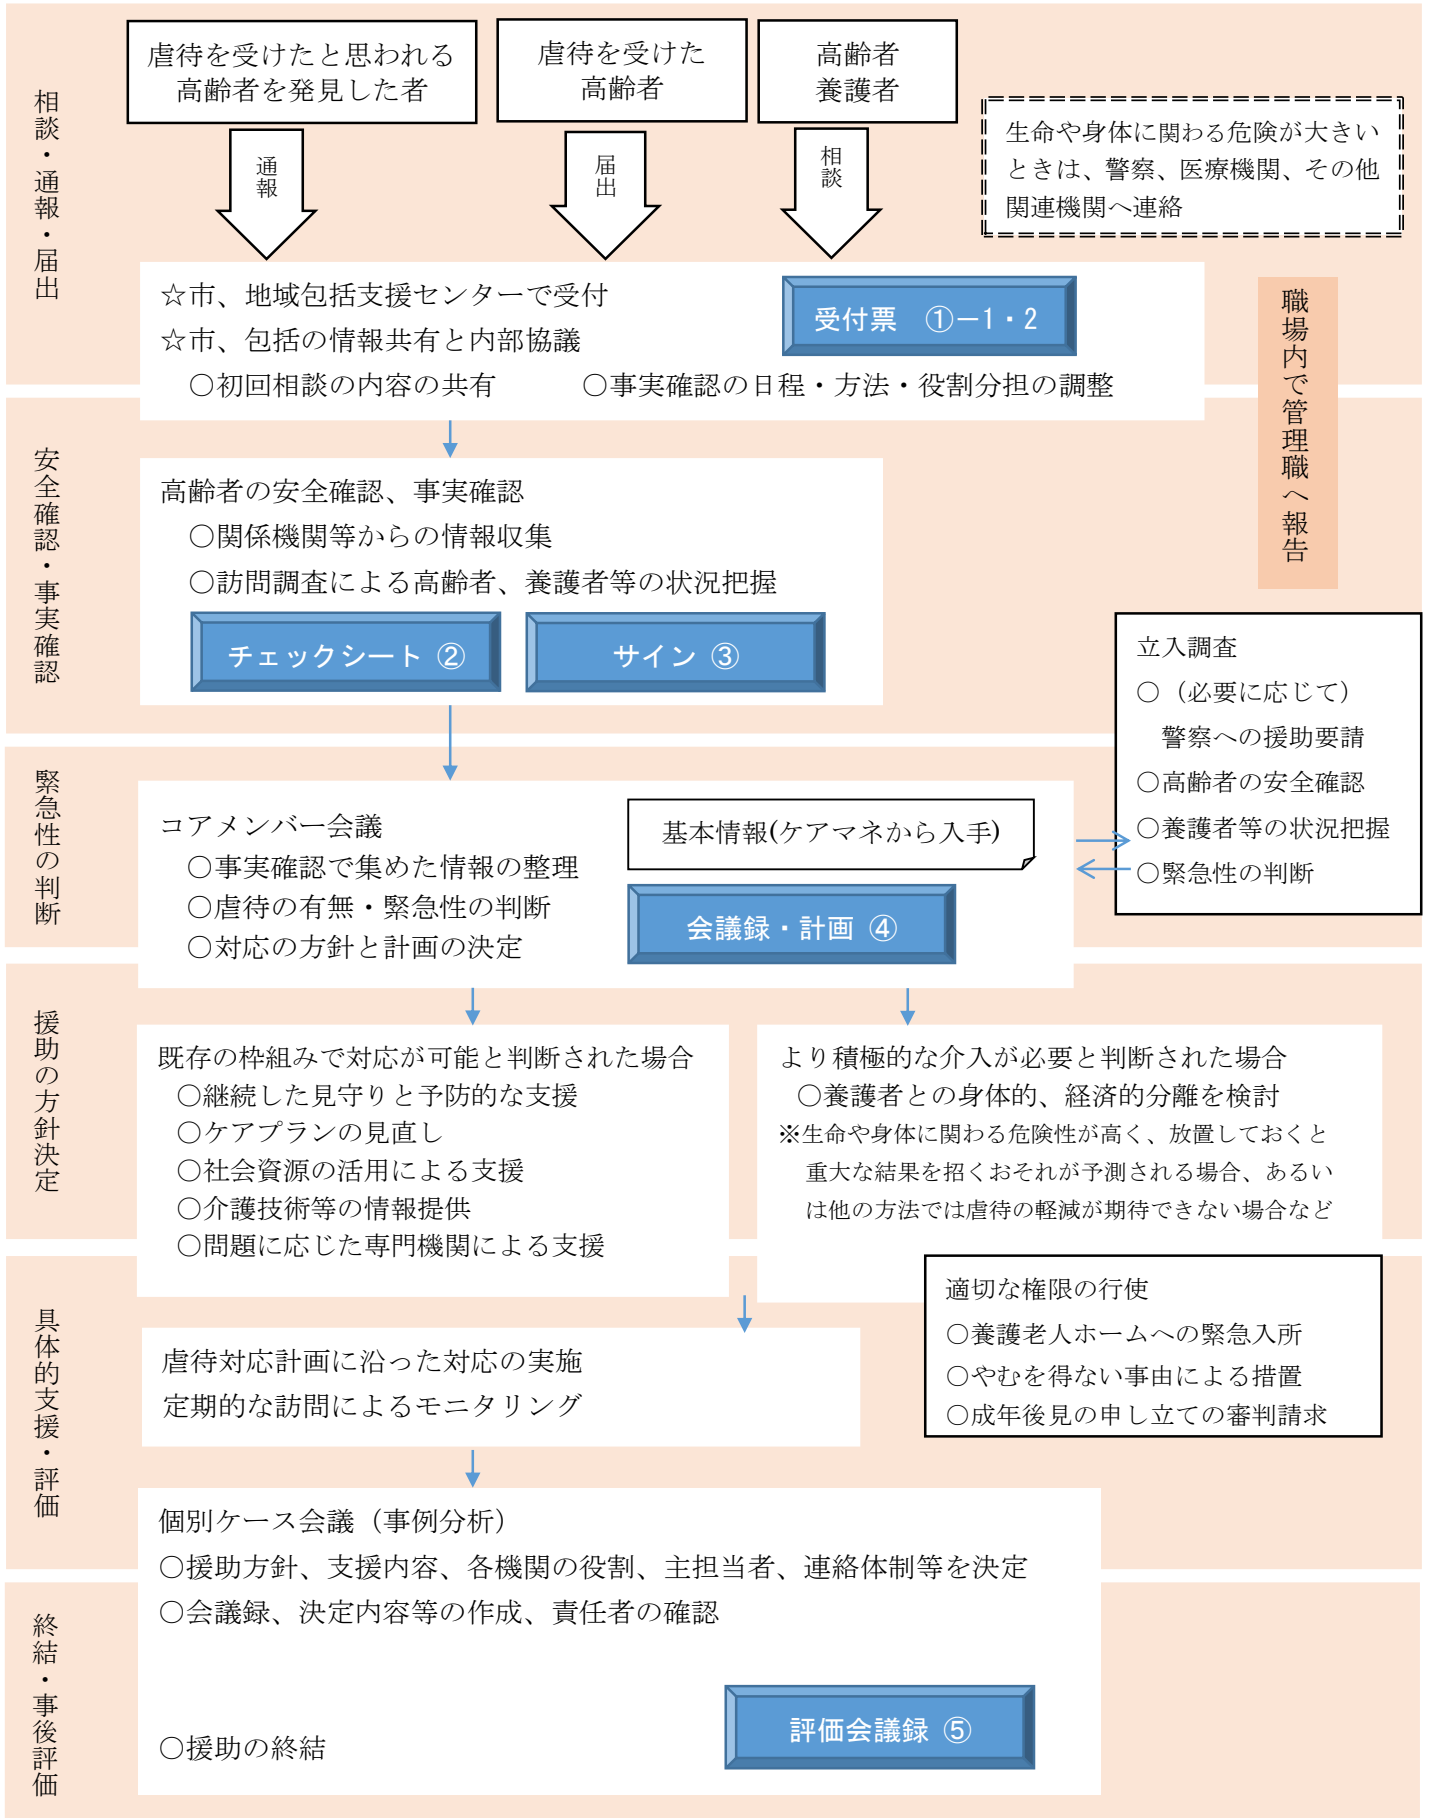 相談・通報・届出
虐待を受けたと思われる
高齢者を発見した者
虐待を受けた
高齢者
高齢者
養護者
通報
届出
相談
生命や身体に関わる危険が大きい
ときは、警察、医療機関、その他
関連機関へ連絡
☆市、地域包括支援センターで受付
☆市、包括の情報共有と内部協議
○初回相談の内容の共有
○事実確認の日程・方法・役割分担の調整
受付票　①－1・2
職場内で管理職へ報告
安全確認・事実確認
高齢者の安全確認、事実確認
○関係機関等からの情報収集
○訪問調査による高齢者、養護者等の状況把握
チェックシート ②
サイン ③
立入調査
○（必要に応じて）
警察への援助要請
○高齢者の安全確認
○養護者等の状況把握
○緊急性の判断
緊急性の判断
コアメンバー会議
○事実確認で集めた情報の整理
○虐待の有無・緊急性の判断
○対応の方針と計画の決定
基本情報(ケアマネから入手)
会議録・計画 ④
援助の方針決定
既存の枠組みで対応が可能と判断された場合
○継続した見守りと予防的な支援
○ケアプランの見直し
○社会資源の活用による支援
○介護技術等の情報提供
○問題に応じた専門機関による支援
より積極的な介入が必要と判断された場合
○養護者との身体的、経済的分離を検討
※生命や身体に関わる危険性が高く、放置しておくと
重大な結果を招くおそれが予測される場合、あるい
は他の方法では虐待の軽減が期待できない場合など
具体的支援・評価
適切な権限の行使
○養護老人ホームへの緊急入所
○やむを得ない事由による措置
○成年後見の申し立ての審判請求
虐待対応計画に沿った対応の実施
定期的な訪問によるモニタリング
個別ケース会議（事例分析）
○援助方針、支援内容、各機関の役割、主担当者、連絡体制等を決定
○会議録、決定内容等の作成、責任者の確認
終結・事後評価
評価会議録 ⑤
○援助の終結